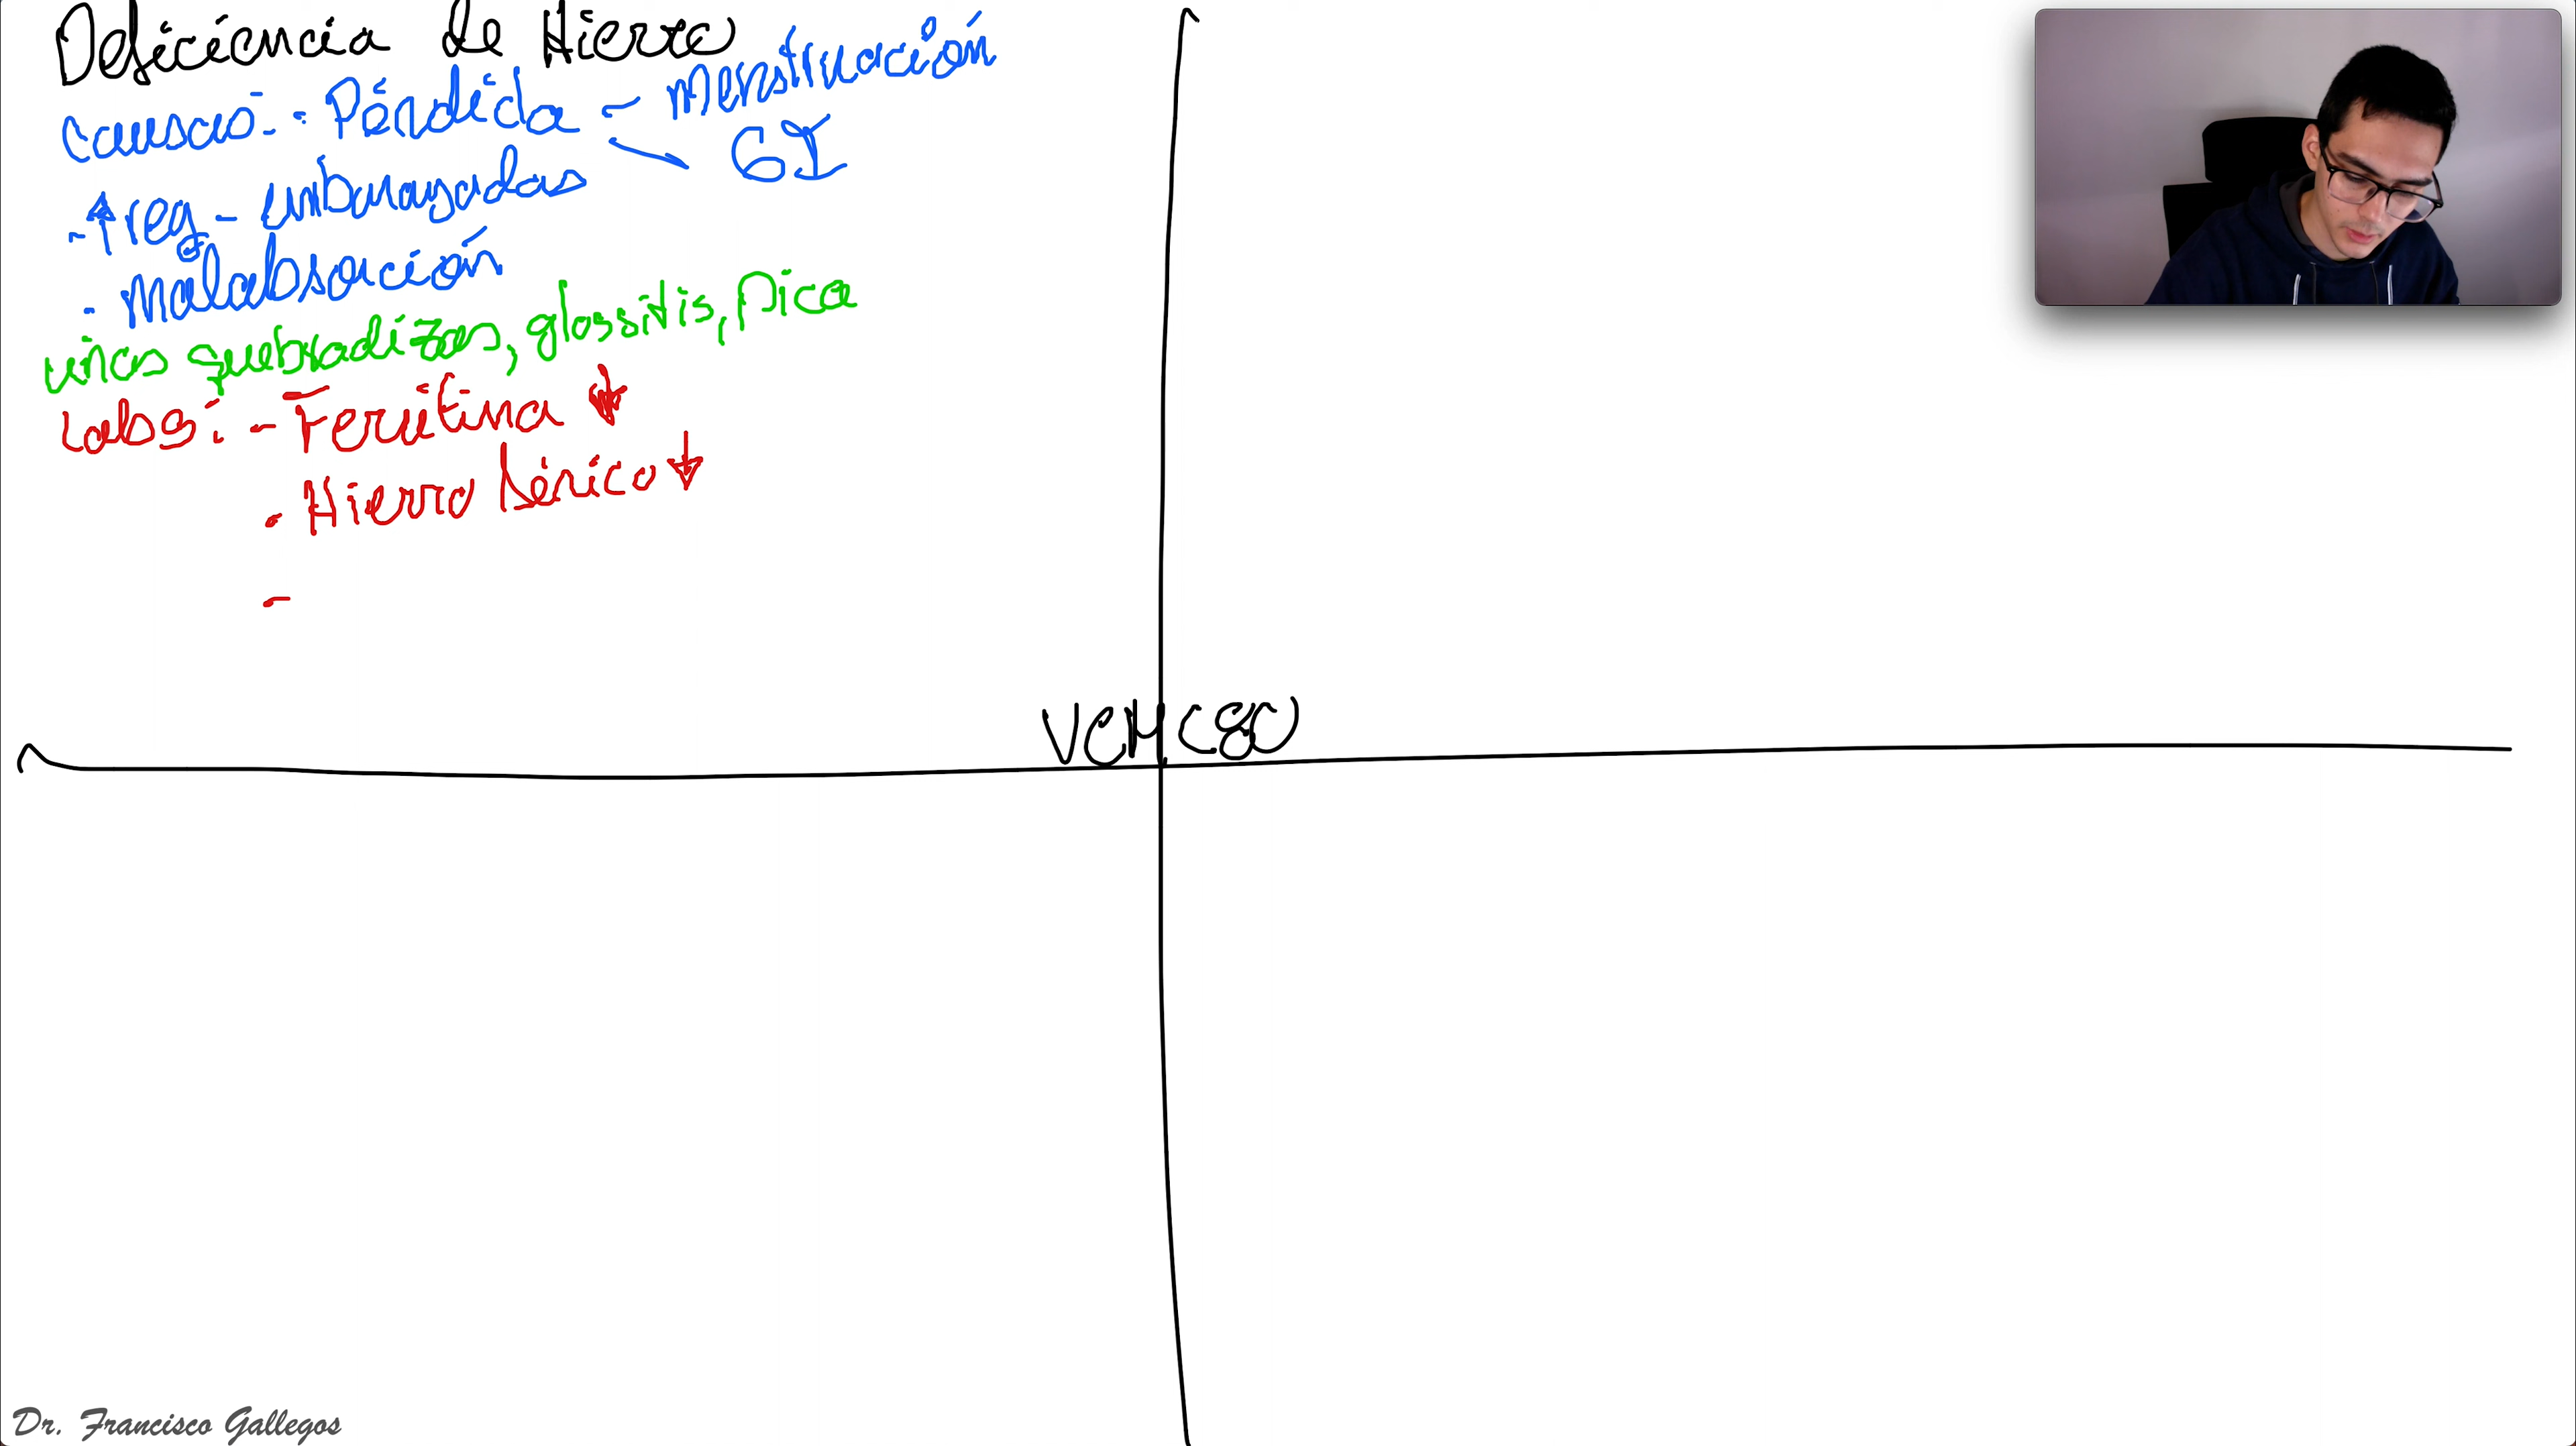 Deficiencia de Hierro
Causas: - Pérdida - Menstruación
GI
- ↑ req - embarazadas
- Malabsorción
uñas quebradizas, glossitis, pica
Labs: - Ferritina ↓
- Hierro Sérico ↓
-
VCM <80
Dr. Francisco Gallegos